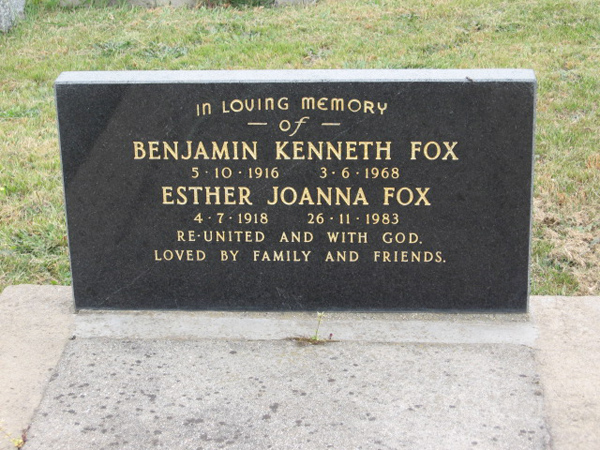 IN LOVING MEMORY
— of —
BENJAMIN KENNETH FOX
5·10·1916 3·6·1968
ESTHER JOANNA FOX
4·7·1918 26·11·1983
RE-UNITED AND WITH GOD.
LOVED BY FAMILY AND FRIENDS.